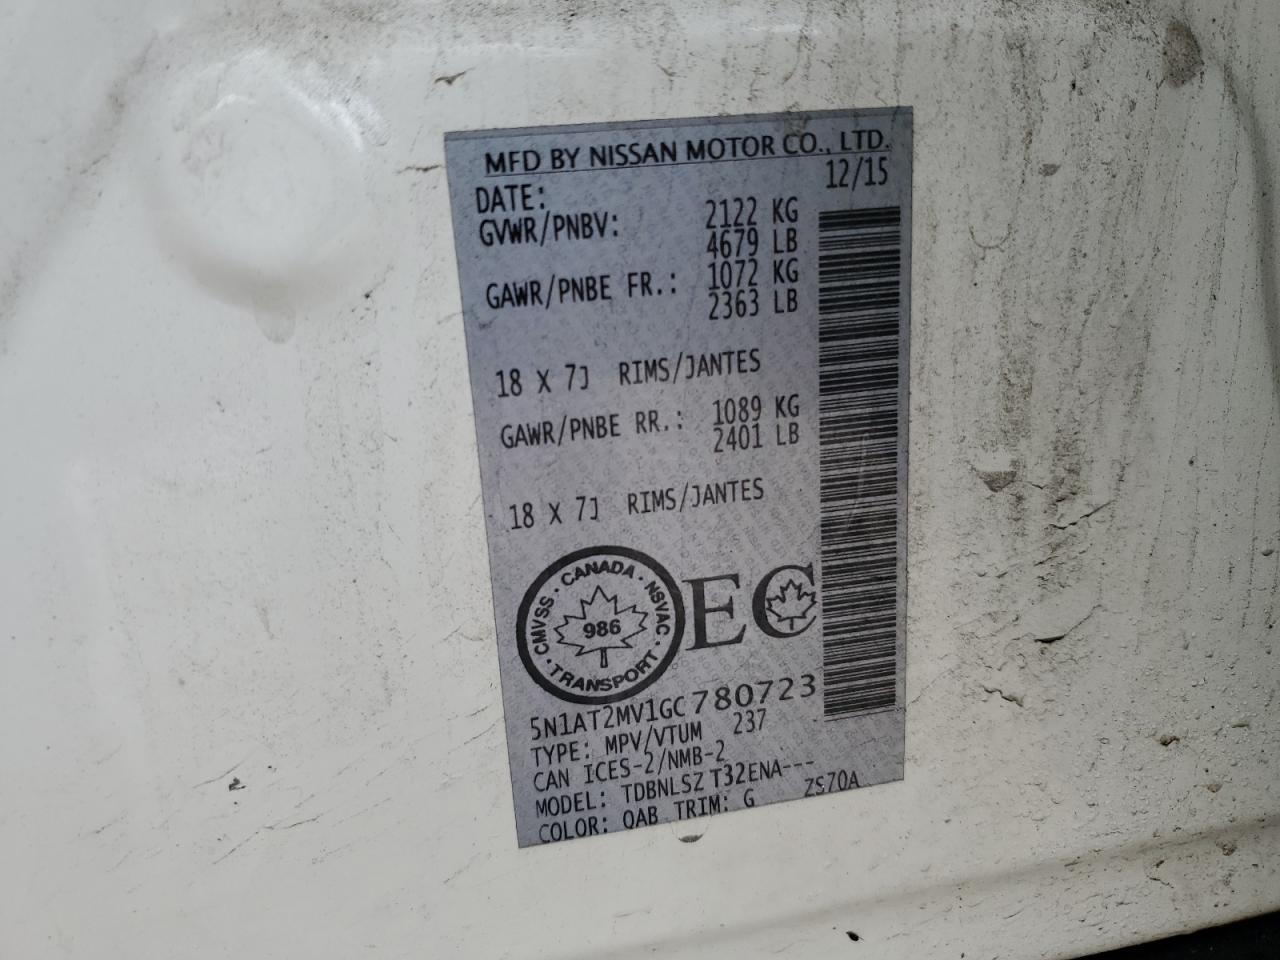 MFD BY NISSAN MOTOR CO., LTD.
DATE: 12/15
GVWR/PNBV: 2122 KG
4679 LB
GAWR/PNBE FR.: 1072 KG
2363 LB
18 X 7J RIMS/JANTES
GAWR/PNBE RR.: 1089 KG
2401 LB
18 X 7J RIMS/JANTES
CMVSS · CANADA · NSVAC · TRANSPORT ·
986
EC
5N1AT2MV1GC780723
TYPE: MPV/VTUM 237
CAN ICES-2/NMB-2
MODEL: TDBNLSZ T32ENA---
COLOR: QAB TRIM: G ZS70A